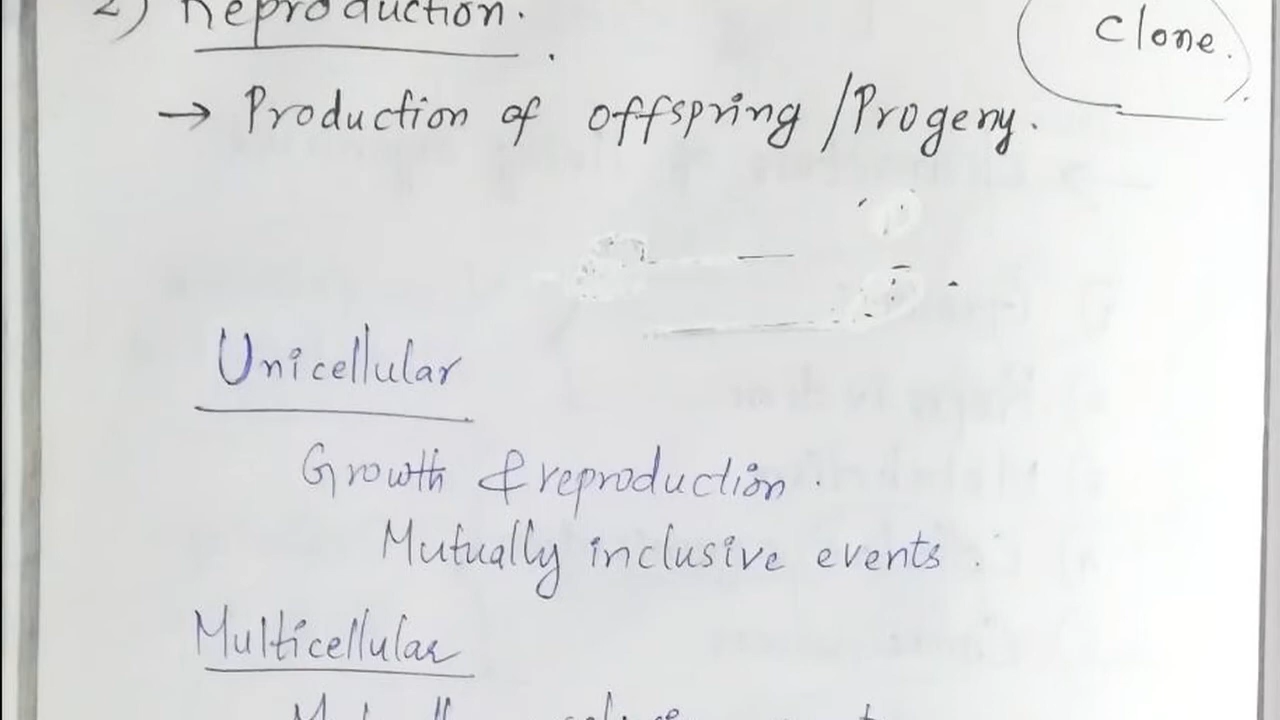 2) Reproduction.
Clone.
→ Production of offspring / Progeny.
Unicellular
Growth & reproduction.
Mutually inclusive events.
Multicellular